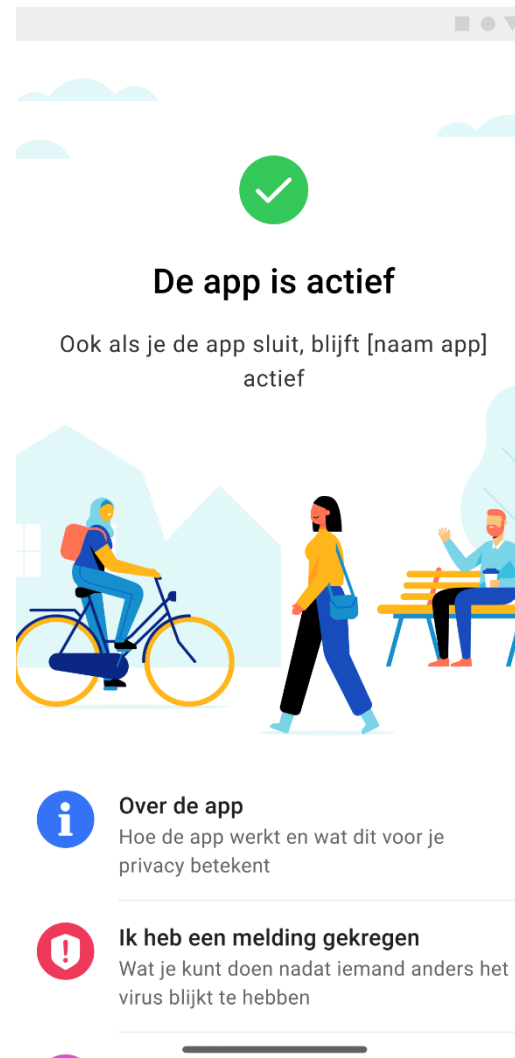 De app is actief
Ook als je de app sluit, blijft [naam app]
actief
Over de app
Hoe de app werkt en wat dit voor je
privacy betekent
Ik heb een melding gekregen
Wat je kunt doen nadat iemand anders het
virus blijkt te hebben